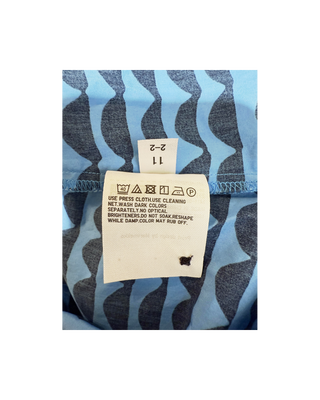 11
2-2
USE PRESS CLOTH.USE CLEANING
NET.WASH DARK COLORS
SEPARATELY.NO OPTICAL
BRIGHTENERS.DO NOT SOAK.RESHAPE
WHILE DAMP.COLOR MAY RUB OFF.